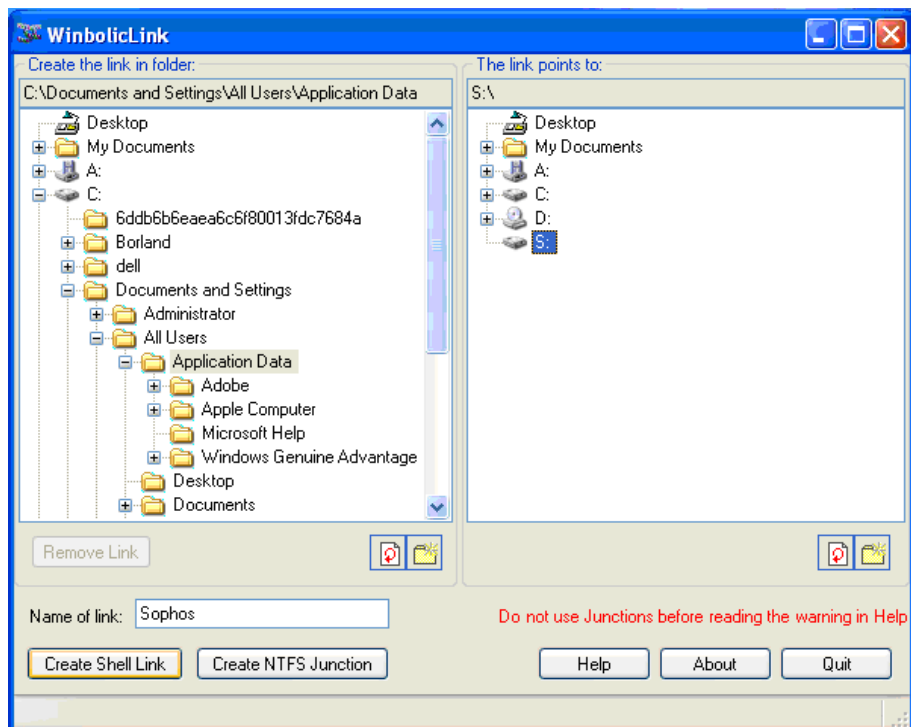 WinbolicLink
Create the link in folder:
C:\Documents and Settings\All Users\Application Data
Desktop
My Documents
A:
C:
6ddb6b6eaea6c6f80013fdc7684a
Borland
dell
Documents and Settings
Administrator
All Users
Application Data
Adobe
Apple Computer
Microsoft Help
Windows Genuine Advantage
Desktop
Documents
Remove Link
The link points to:
S:\
Desktop
My Documents
A:
C:
D:
S:
Name of link: Sophos
Do not use Junctions before reading the warning in Help
Create Shell Link Create NTFS Junction Help About Quit